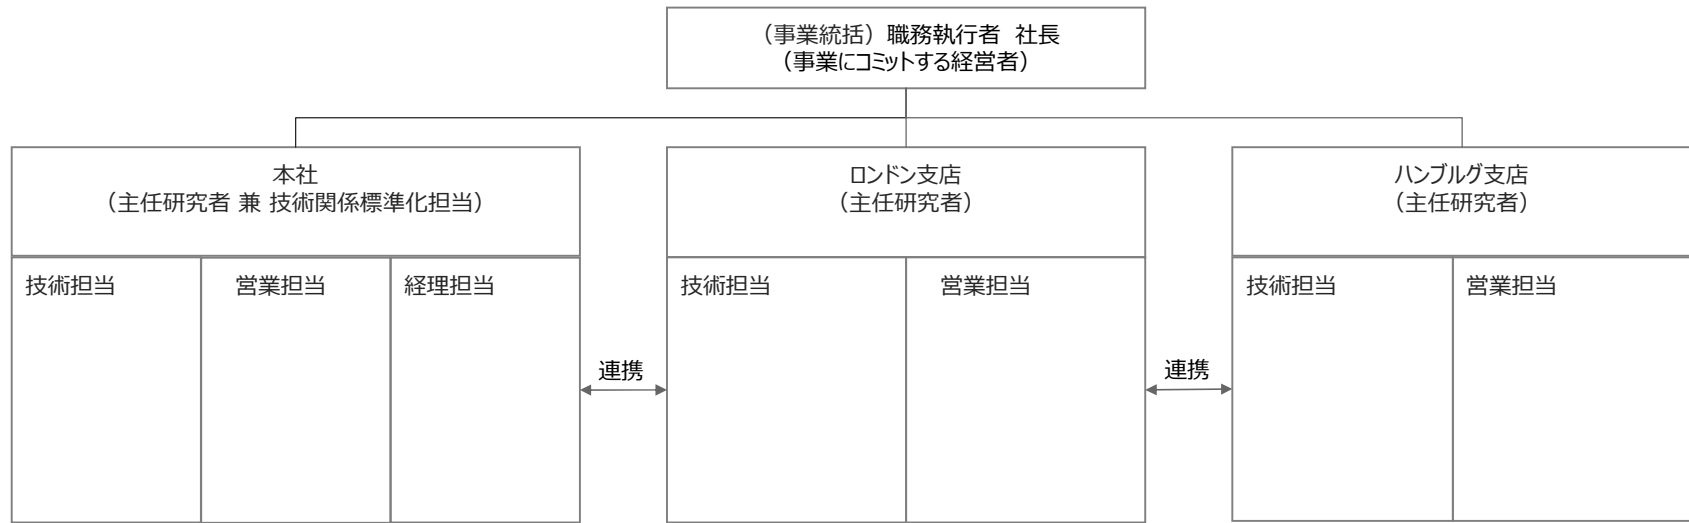 （事業統括）職務執行者 社長
（事業にコミットする経営者）
本社
（主任研究者 兼 技術関係標準化担当）
ロンドン支店
（主任研究者）
ハンブルグ支店
（主任研究者）
技術担当
営業担当
経理担当
技術担当
営業担当
技術担当
営業担当
連携
連携